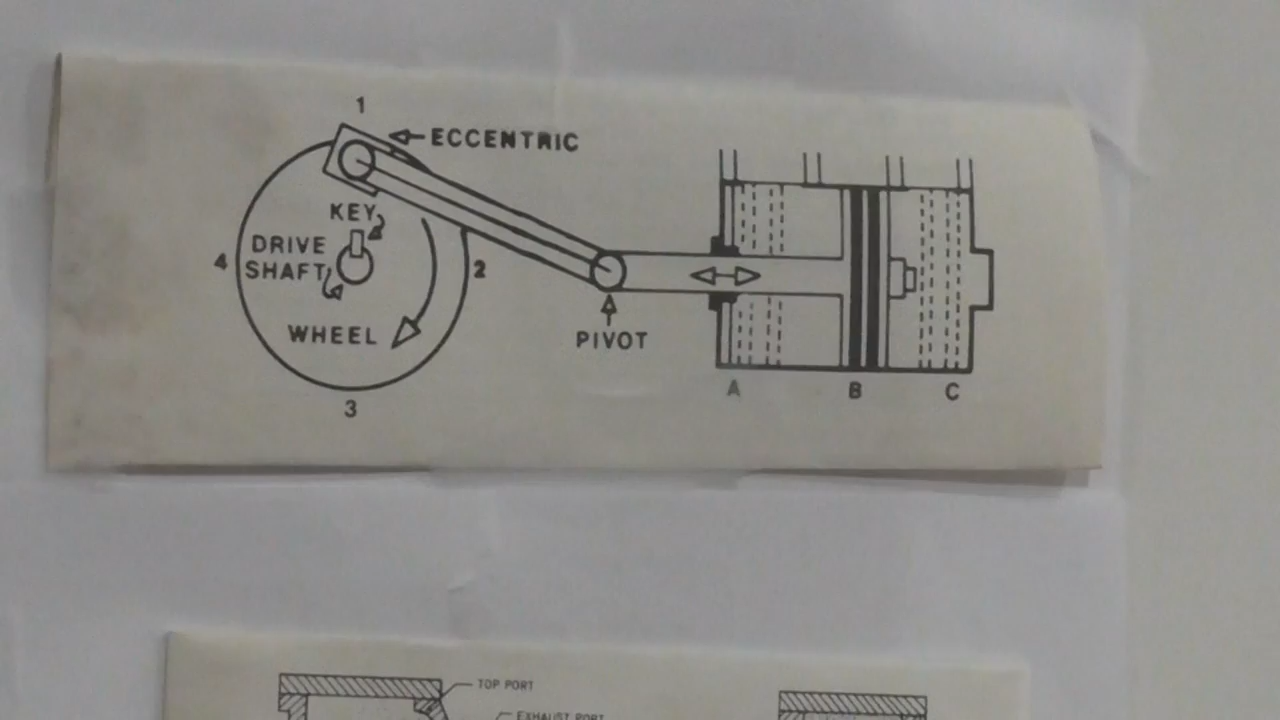 1
ECCENTRIC
KEY
DRIVE
SHAFT
4
2
WHEEL
PIVOT
3
A B C
TOP PORT
EXHAUST PORT